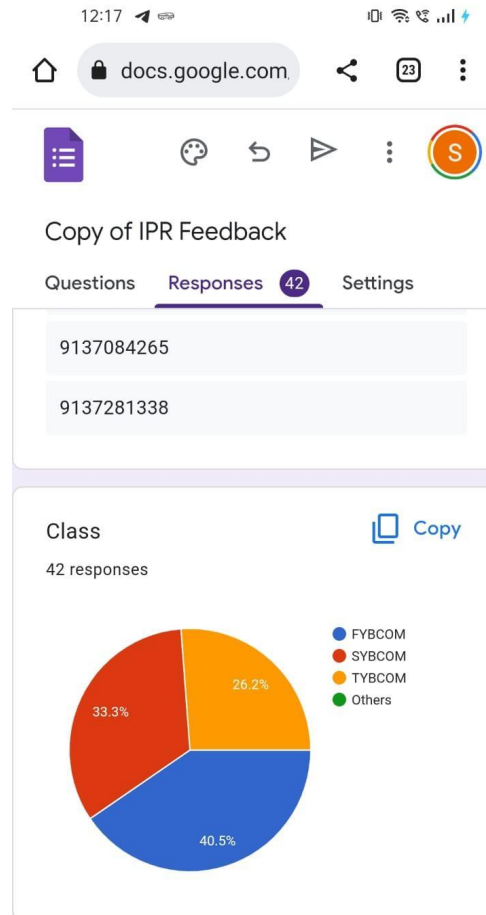 12:17
docs.google.com
23
S
Copy of IPR Feedback
Questions Responses 42 Settings
9137084265
9137281338
Class
Copy
42 responses
FYBCOM
SYBCOM
TYBCOM
Others
26.2%
33.3%
40.5%